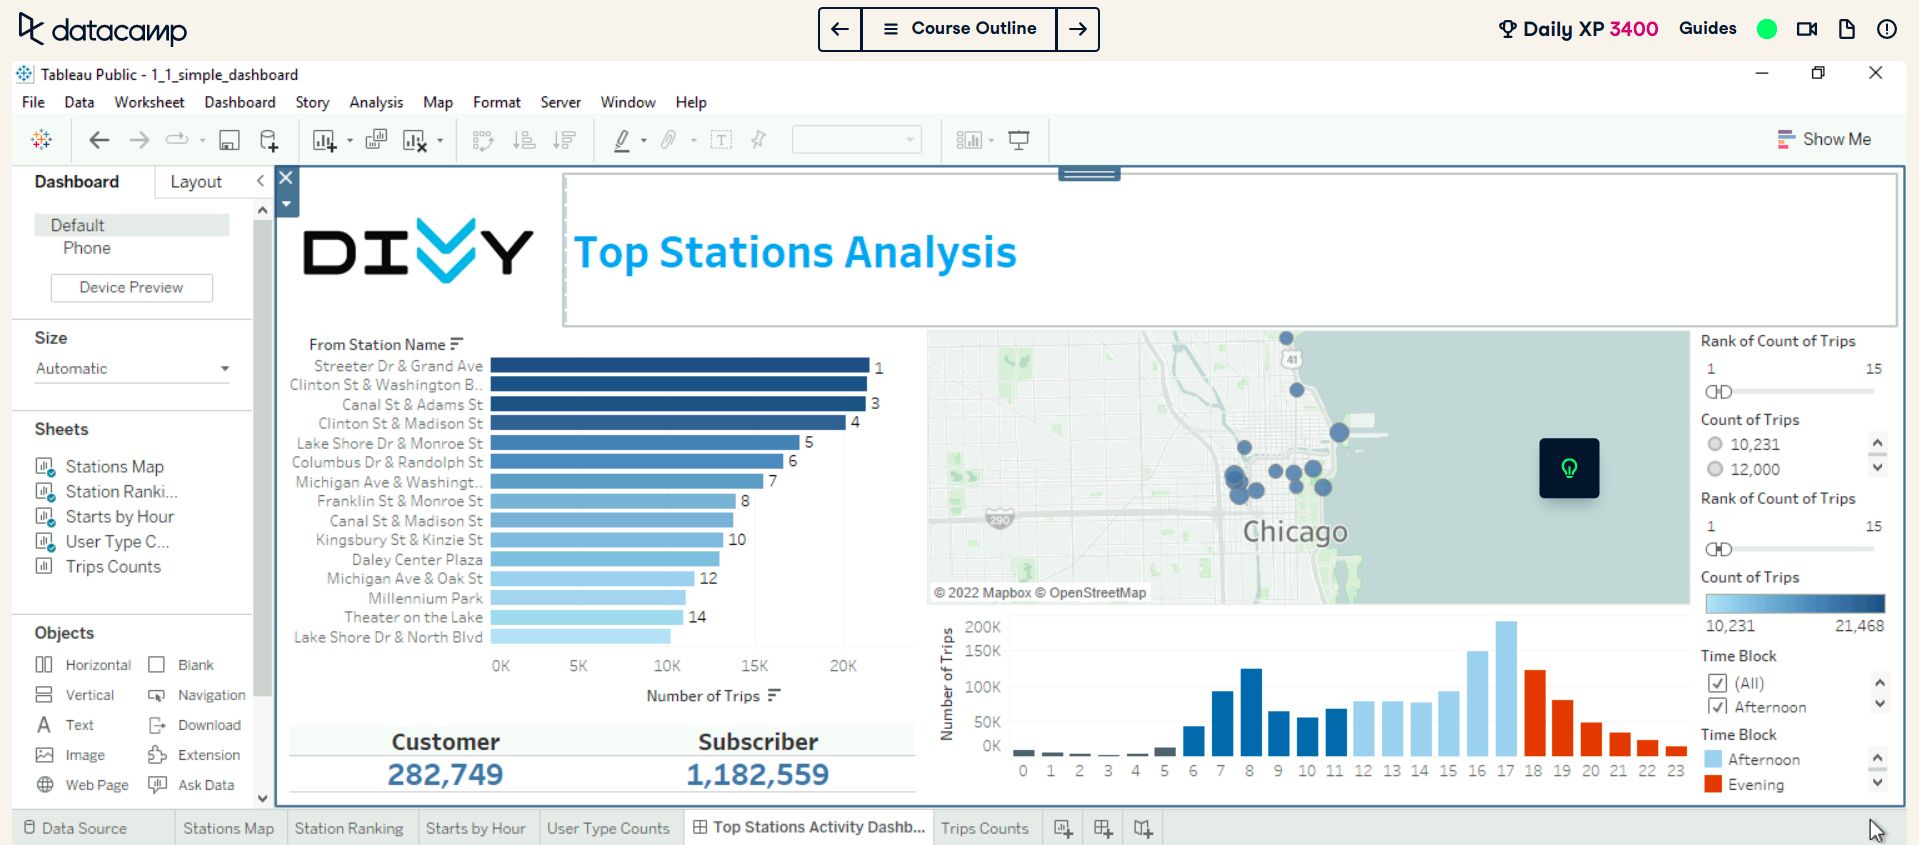 datacamp
Course Outline
Daily XP 3400
Guides
Tableau Public - 1_1_simple_dashboard
File Data Worksheet Dashboard Story Analysis Map Format Server Window Help
Show Me
Dashboard Layout
Default
Phone
Device Preview
Size
Automatic
Sheets
Stations Map
Station Ranki...
Starts by Hour
User Type C...
Trips Counts
Objects
Horizontal Blank
Vertical Navigation
Text Download
Image Extension
Web Page Ask Data
DIVVY
Top Stations Analysis
From Station Name
Streeter Dr & Grand Ave 1
Clinton St & Washington B..
Canal St & Adams St 3
Clinton St & Madison St 4
Lake Shore Dr & Monroe St 5
Columbus Dr & Randolph St 6
Michigan Ave & Washingt.. 7
Franklin St & Monroe St 8
Canal St & Madison St
Kingsbury St & Kinzie St 10
Daley Center Plaza
Michigan Ave & Oak St 12
Millennium Park
Theater on the Lake 14
Lake Shore Dr & North Blvd
0K 5K 10K 15K 20K
Number of Trips
Customer Subscriber
282,749 1,182,559
41
290
Chicago
© 2022 Mapbox © OpenStreetMap
Number of Trips
200K
150K
100K
50K
0K
0 1 2 3 4 5 6 7 8 9 10 11 12 13 14 15 16 17 18 19 20 21 22 23
Rank of Count of Trips
1 15
Count of Trips
10,231
12,000
Rank of Count of Trips
1 15
Count of Trips
10,231 21,468
Time Block
(All)
Afternoon
Time Block
Afternoon
Evening
Data Source Stations Map Station Ranking Starts by Hour User Type Counts Top Stations Activity Dashb... Trips Counts